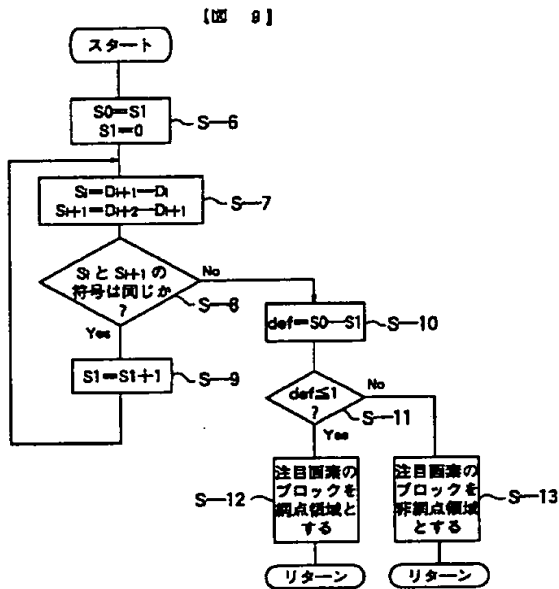 【図 9】
スタート
S0=S1
S1=0
S—6
Si=Di+1—Di
Si+1=Di+2—Di+1
S—7
SiとSi+1の
符号は同じか
?
No
S—8
Yes
S1=S1+1
S—9
def=S0—S1
S—10
def≦1
?
No
S—11
Yes
注目画素の
ブロックを
網点領域と
する
S—12
注目画素の
ブロックを
非網点領域
とする
S—13
リターン
リターン